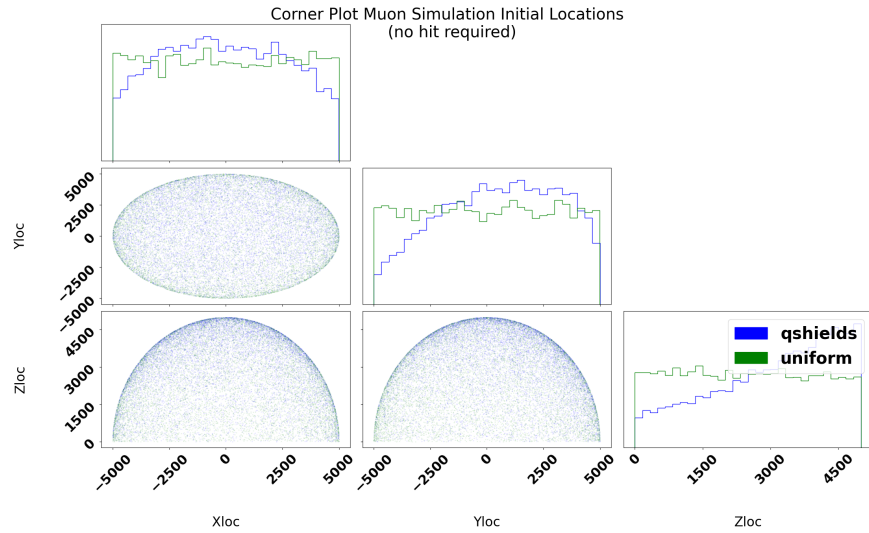 Corner Plot Muon Simulation Initial Locations
(no hit required)
Yloc
5000
2500
0
−2500
−5000
Zloc
4500
3000
1500
0
qshields
uniform
−5000
−2500
0
2500
5000
−5000
−2500
0
2500
5000
0
1500
3000
4500
Xloc
Yloc
Zloc